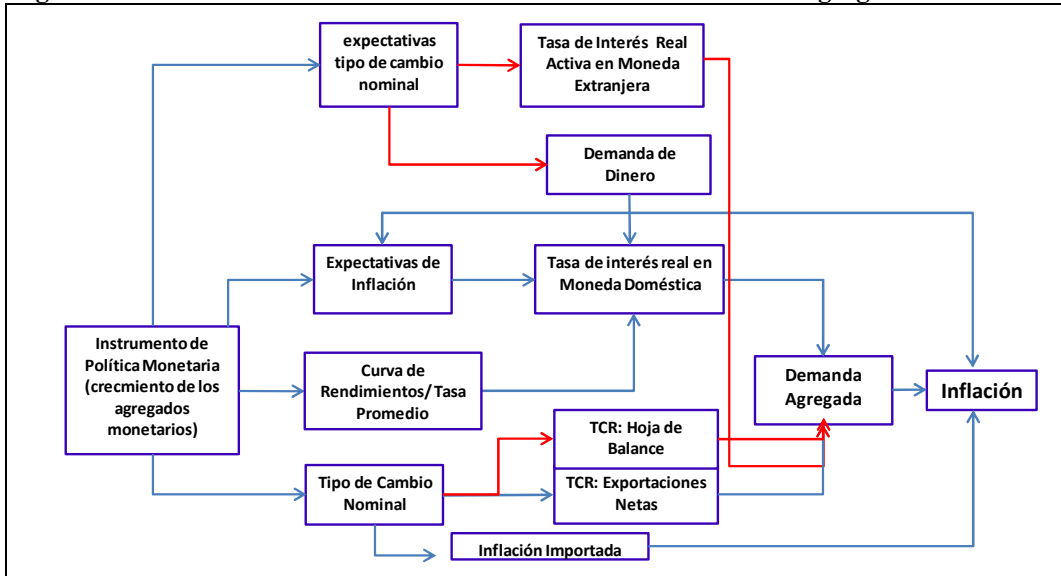 expectativas
tipo de cambio
nominal
Tasa de Interés Real
Activa en Moneda
Extranjera
Demanda de
Dinero
Expectativas de
Inflación
Tasa de interés real en
Moneda Doméstica
Instrumento de
Política Monetaria
(crecmiento de los
agregados
monetarios)
Curva de
Rendimientos/ Tasa
Promedio
Demanda
Agregada
Inflación
TCR: Hoja de
Balance
Tipo de Cambio
Nominal
TCR: Exportaciones
Netas
Inflación Importada